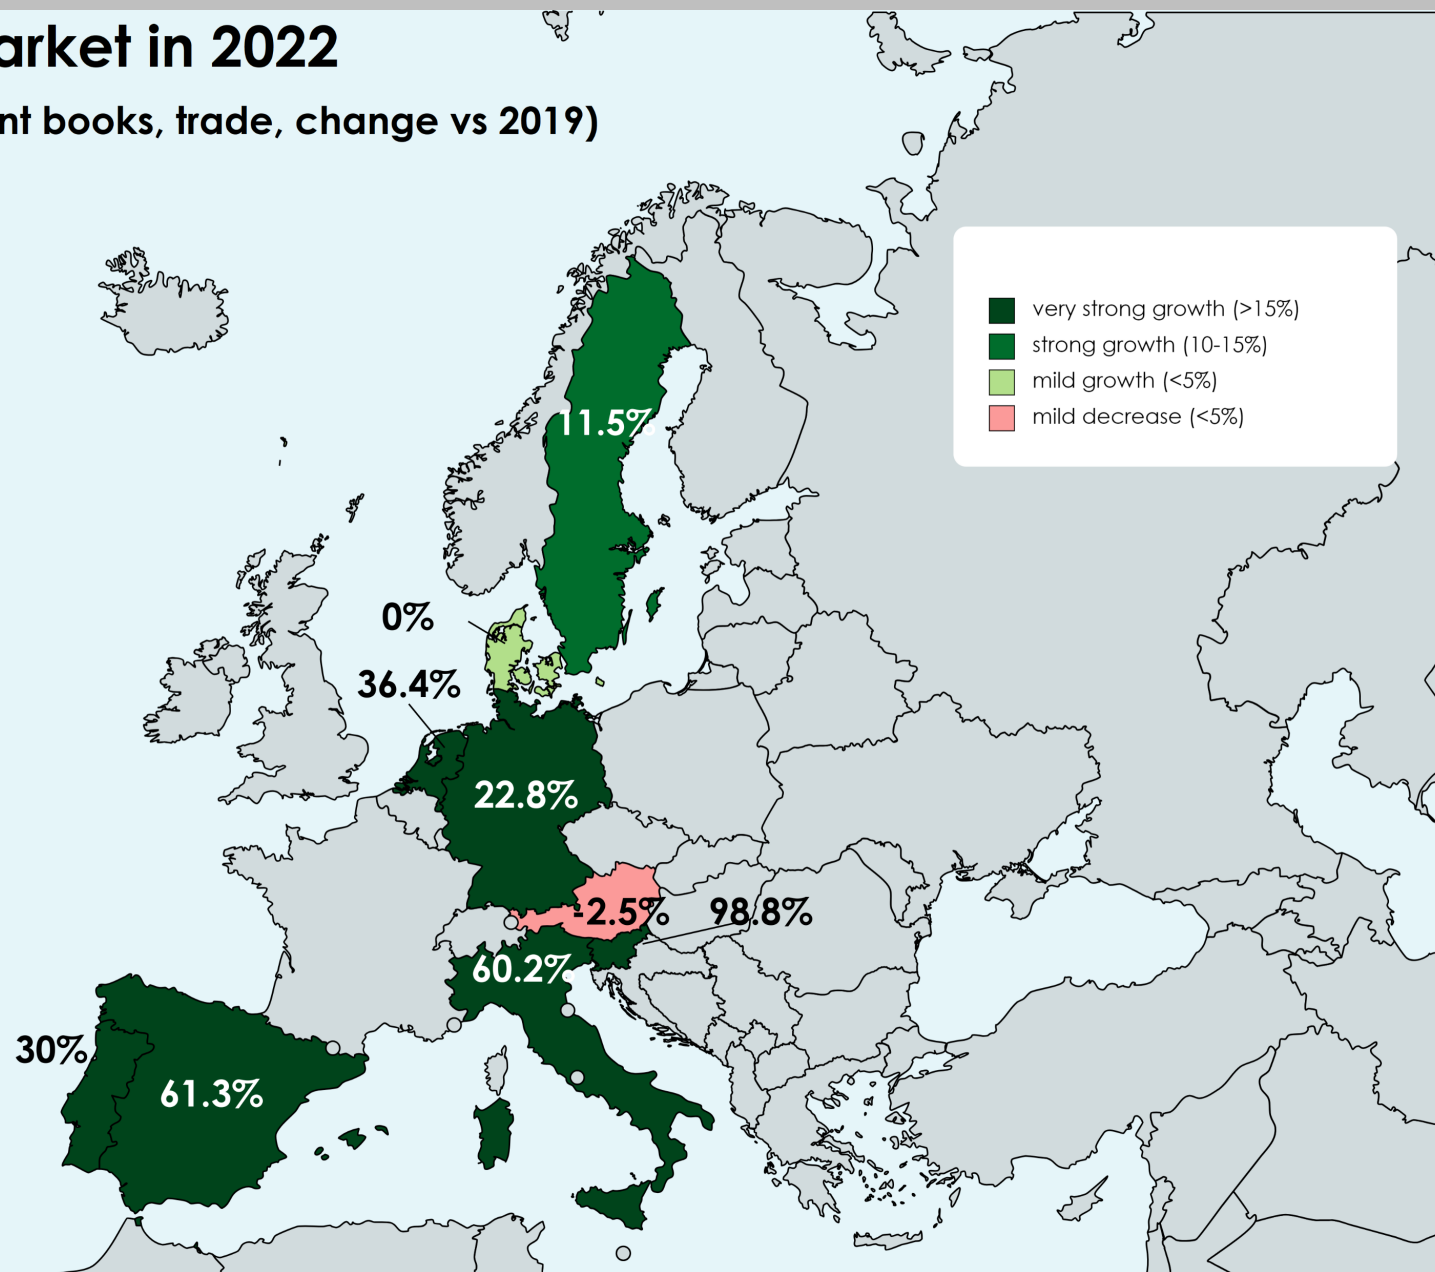 arket in 2022
nt books, trade, change vs 2019)
very strong growth (>15%)
strong growth (10-15%)
mild growth (<5%)
mild decrease (<5%)
11.5%
0%
36.4%
22.8%
-2.5%
98.8%
60.2%
30%
61.3%